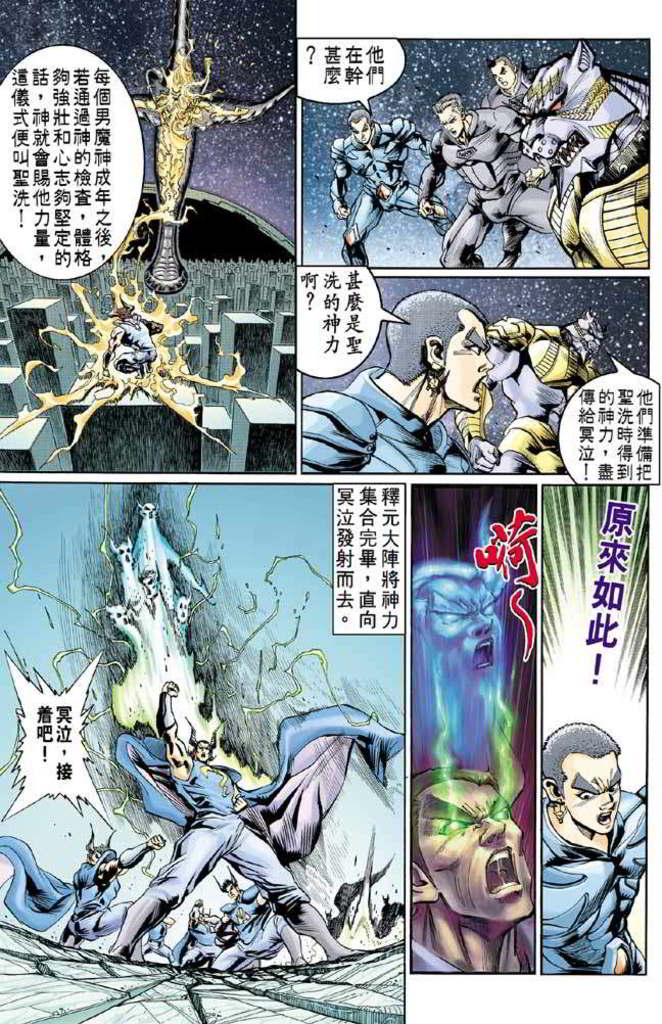 他們
在幹
甚麼
？
每個男魔神成年之後，
若通過神的檢查，體格
夠強壯和心志夠堅定的
話，神就會賜他力量，
這儀式便叫聖洗！
甚麼是聖
洗的神力
啊？
他們準備把
聖洗時得到
的神力，盡
傳給冥泣！
原來如此！
嗬～
釋元大陣將神力
集合完畢，直向
冥泣發射而去。
冥泣，接
着吧！